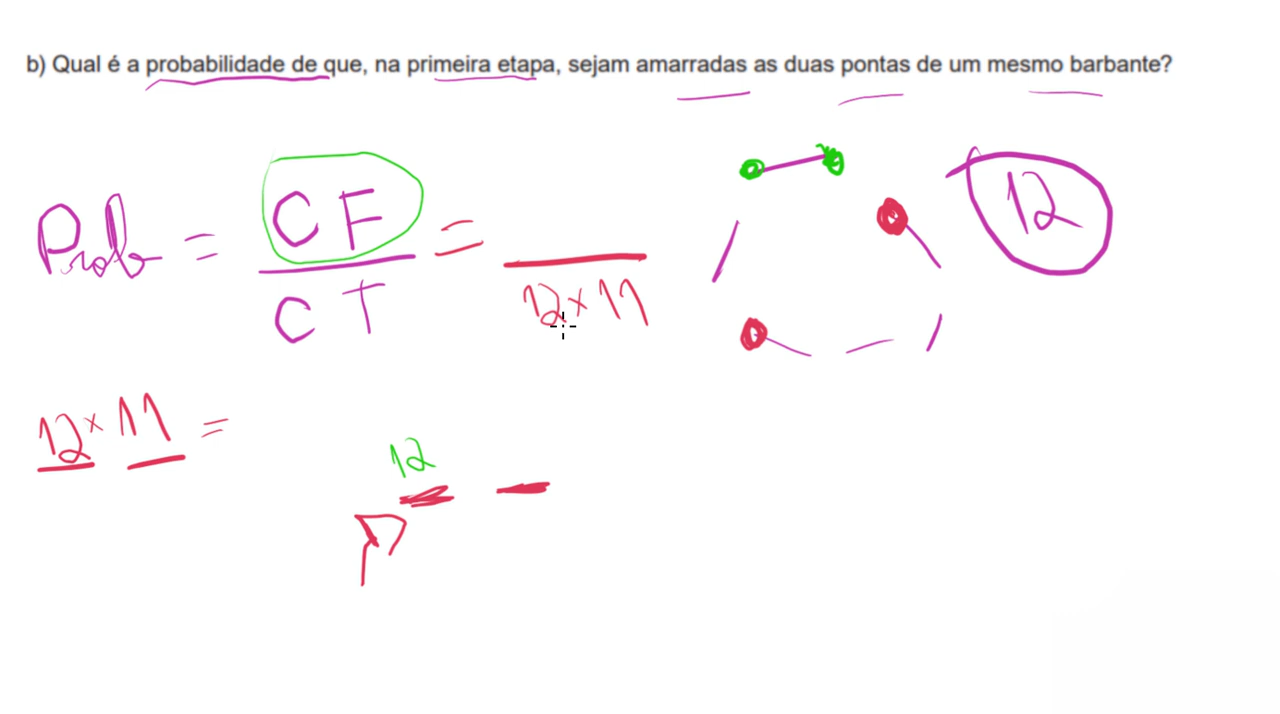 b) Qual é a probabilidade de que, na primeira etapa, sejam amarradas as duas pontas de um mesmo barbante?
12
Prob = CF = 
CT 12 x 11
12 x 11 =
12